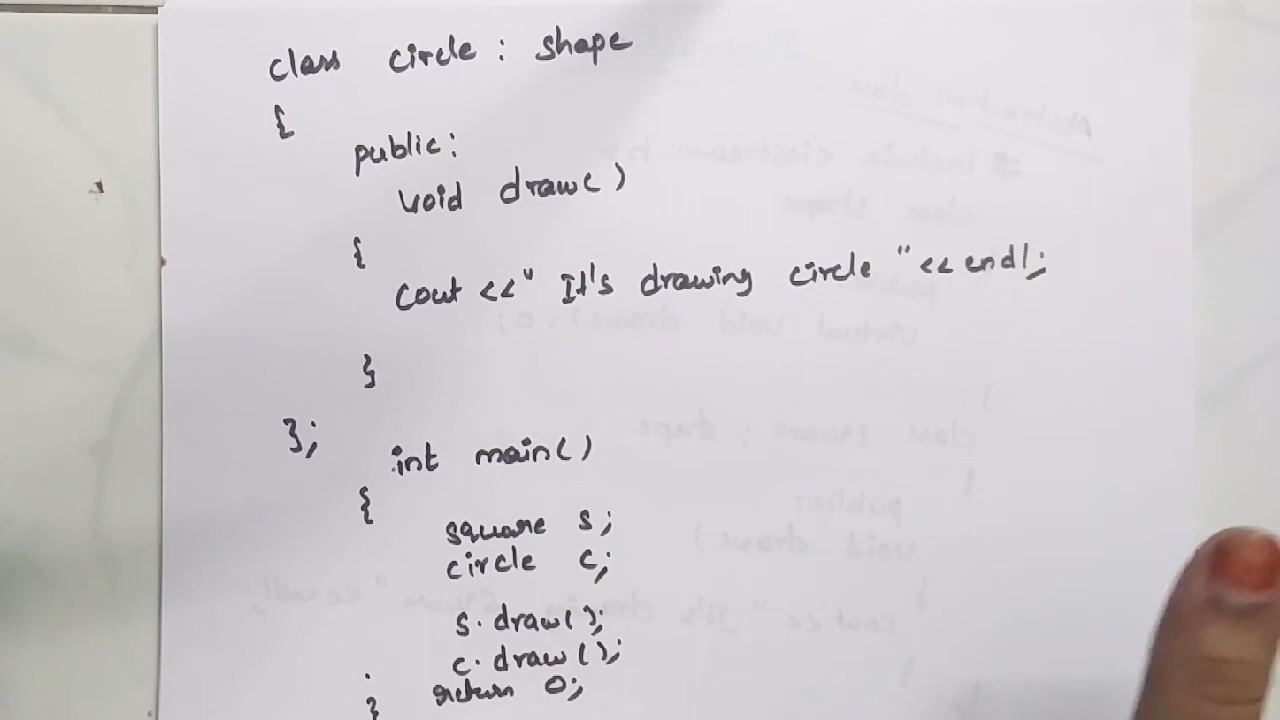 class circle : shape
{
public:
void draw()
{
cout <<" It's drawing circle "<< endl;
}
};
int main()
{
square s;
circle c;
s. draw();
c. draw();
return 0;
}